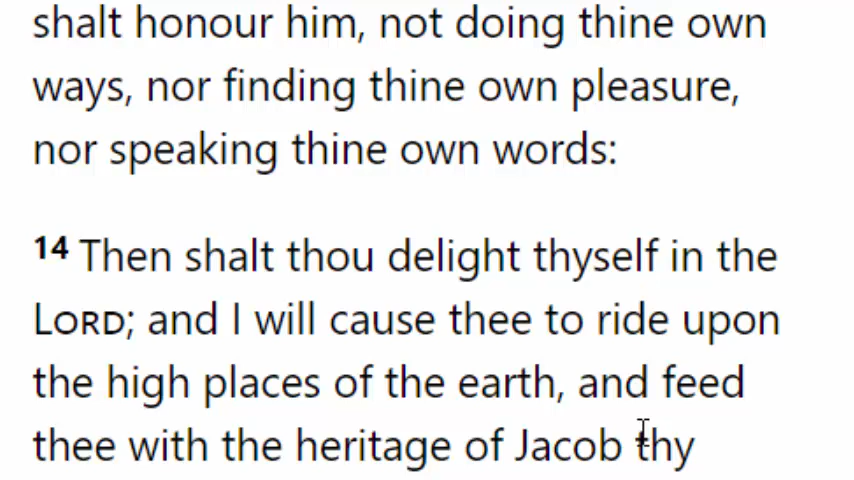 shalt honour him, not doing thine own
ways, nor finding thine own pleasure,
nor speaking thine own words:
14 Then shalt thou delight thyself in the
LORD; and I will cause thee to ride upon
the high places of the earth, and feed
thee with the heritage of Jacob thy